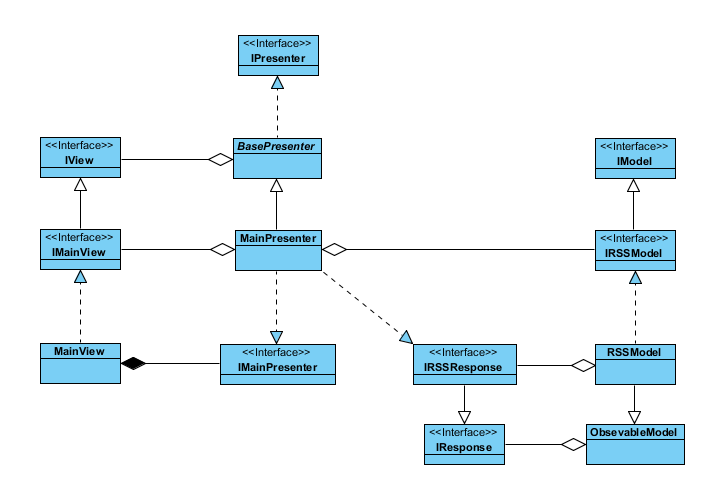 <<Interface>>
IPresenter
<<Interface>>
IView
BasePresenter
<<Interface>>
IModel
<<Interface>>
IMainView
MainPresenter
<<Interface>>
IRSSModel
MainView
<<Interface>>
IMainPresenter
<<Interface>>
IRSSResponse
RSSModel
<<Interface>>
IResponse
ObsevableModel